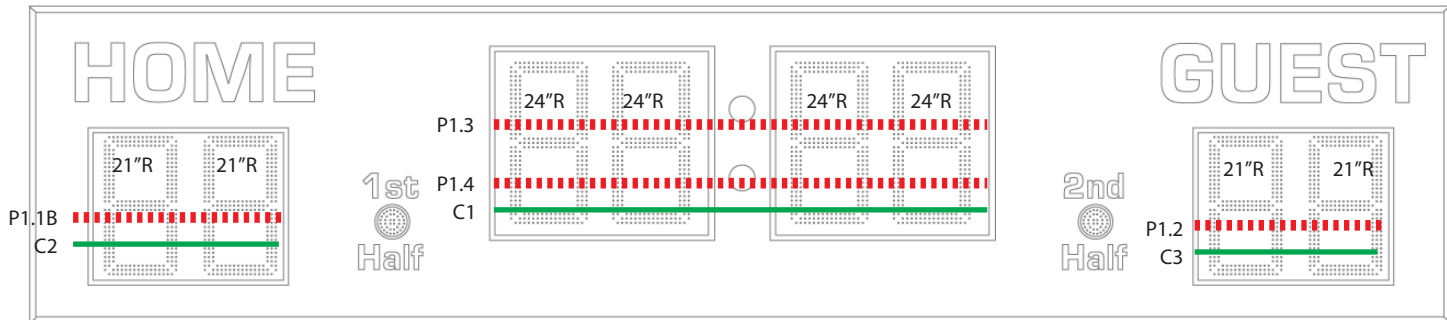 HOME
GUEST
24”R 24”R 24”R 24”R
P1.3
21”R 21”R
21”R 21”R
1st
Half
P1.4
C1
2nd
Half
P1.1B
C2
P1.2
C3